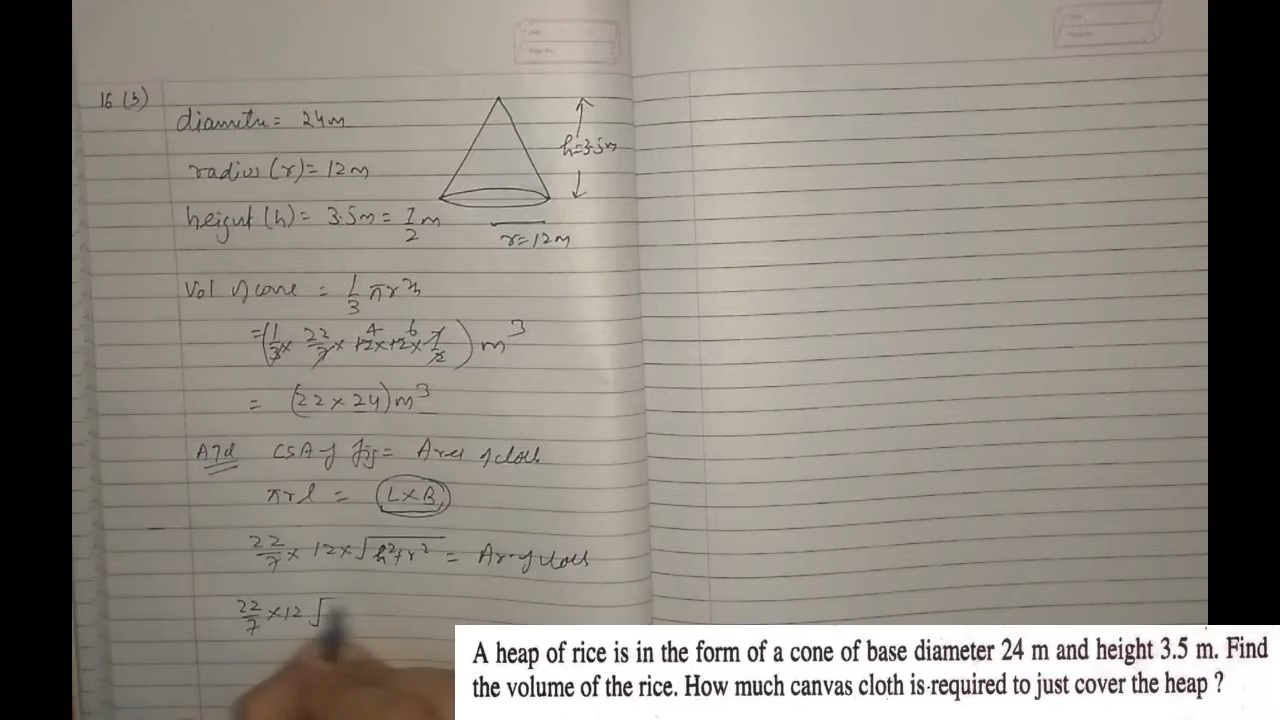 16 (3)
diameter = 24m
radius (r) = 12m
height (h) = 3.5m = 7/2 m
h=3.5m
r=12m
Vol of cone = 1/3 πr²h
= (1/3 × 22/7 × 12 × 12 × 7/2) m³
4 6
= (22 × 24) m³
A7d CSA of fig = Area of cloth
πrl = (L×B)
22/7 × 12 × √h²+r² = Ar of cloth
22/7 × 12 √
A heap of rice is in the form of a cone of base diameter 24 m and height 3.5 m. Find
the volume of the rice. How much canvas cloth is required to just cover the heap ?